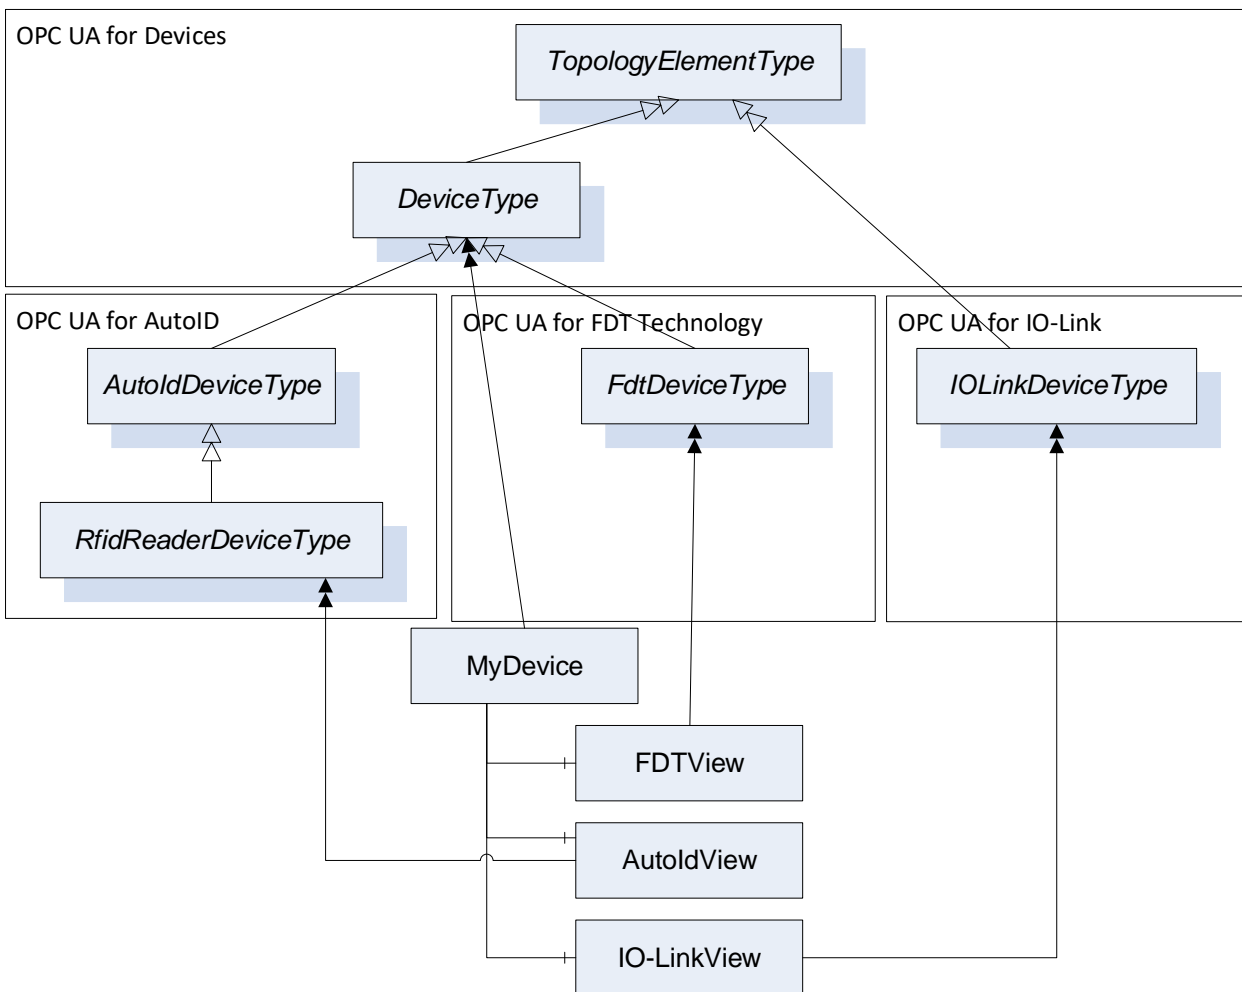 OPC UA for Devices
TopologyElementType
DeviceType
OPC UA for AutoID
OPC UA for FDT Technology
OPC UA for IO-Link
AutoIdDeviceType
FdtDeviceType
IOLinkDeviceType
RfidReaderDeviceType
MyDevice
FDTView
AutoIdView
IO-LinkView